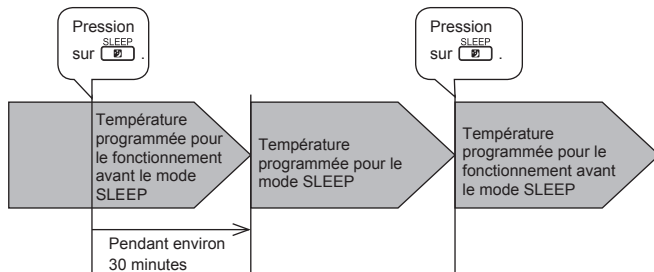 Pression
SLEEP
sur .
Pression
SLEEP
sur .
Température
programmée pour
le fonctionnement
avant le mode
SLEEP
Température
programmée pour le
mode SLEEP
Température
programmée pour le
fonctionnement avant
le mode SLEEP
Pendant environ
30 minutes